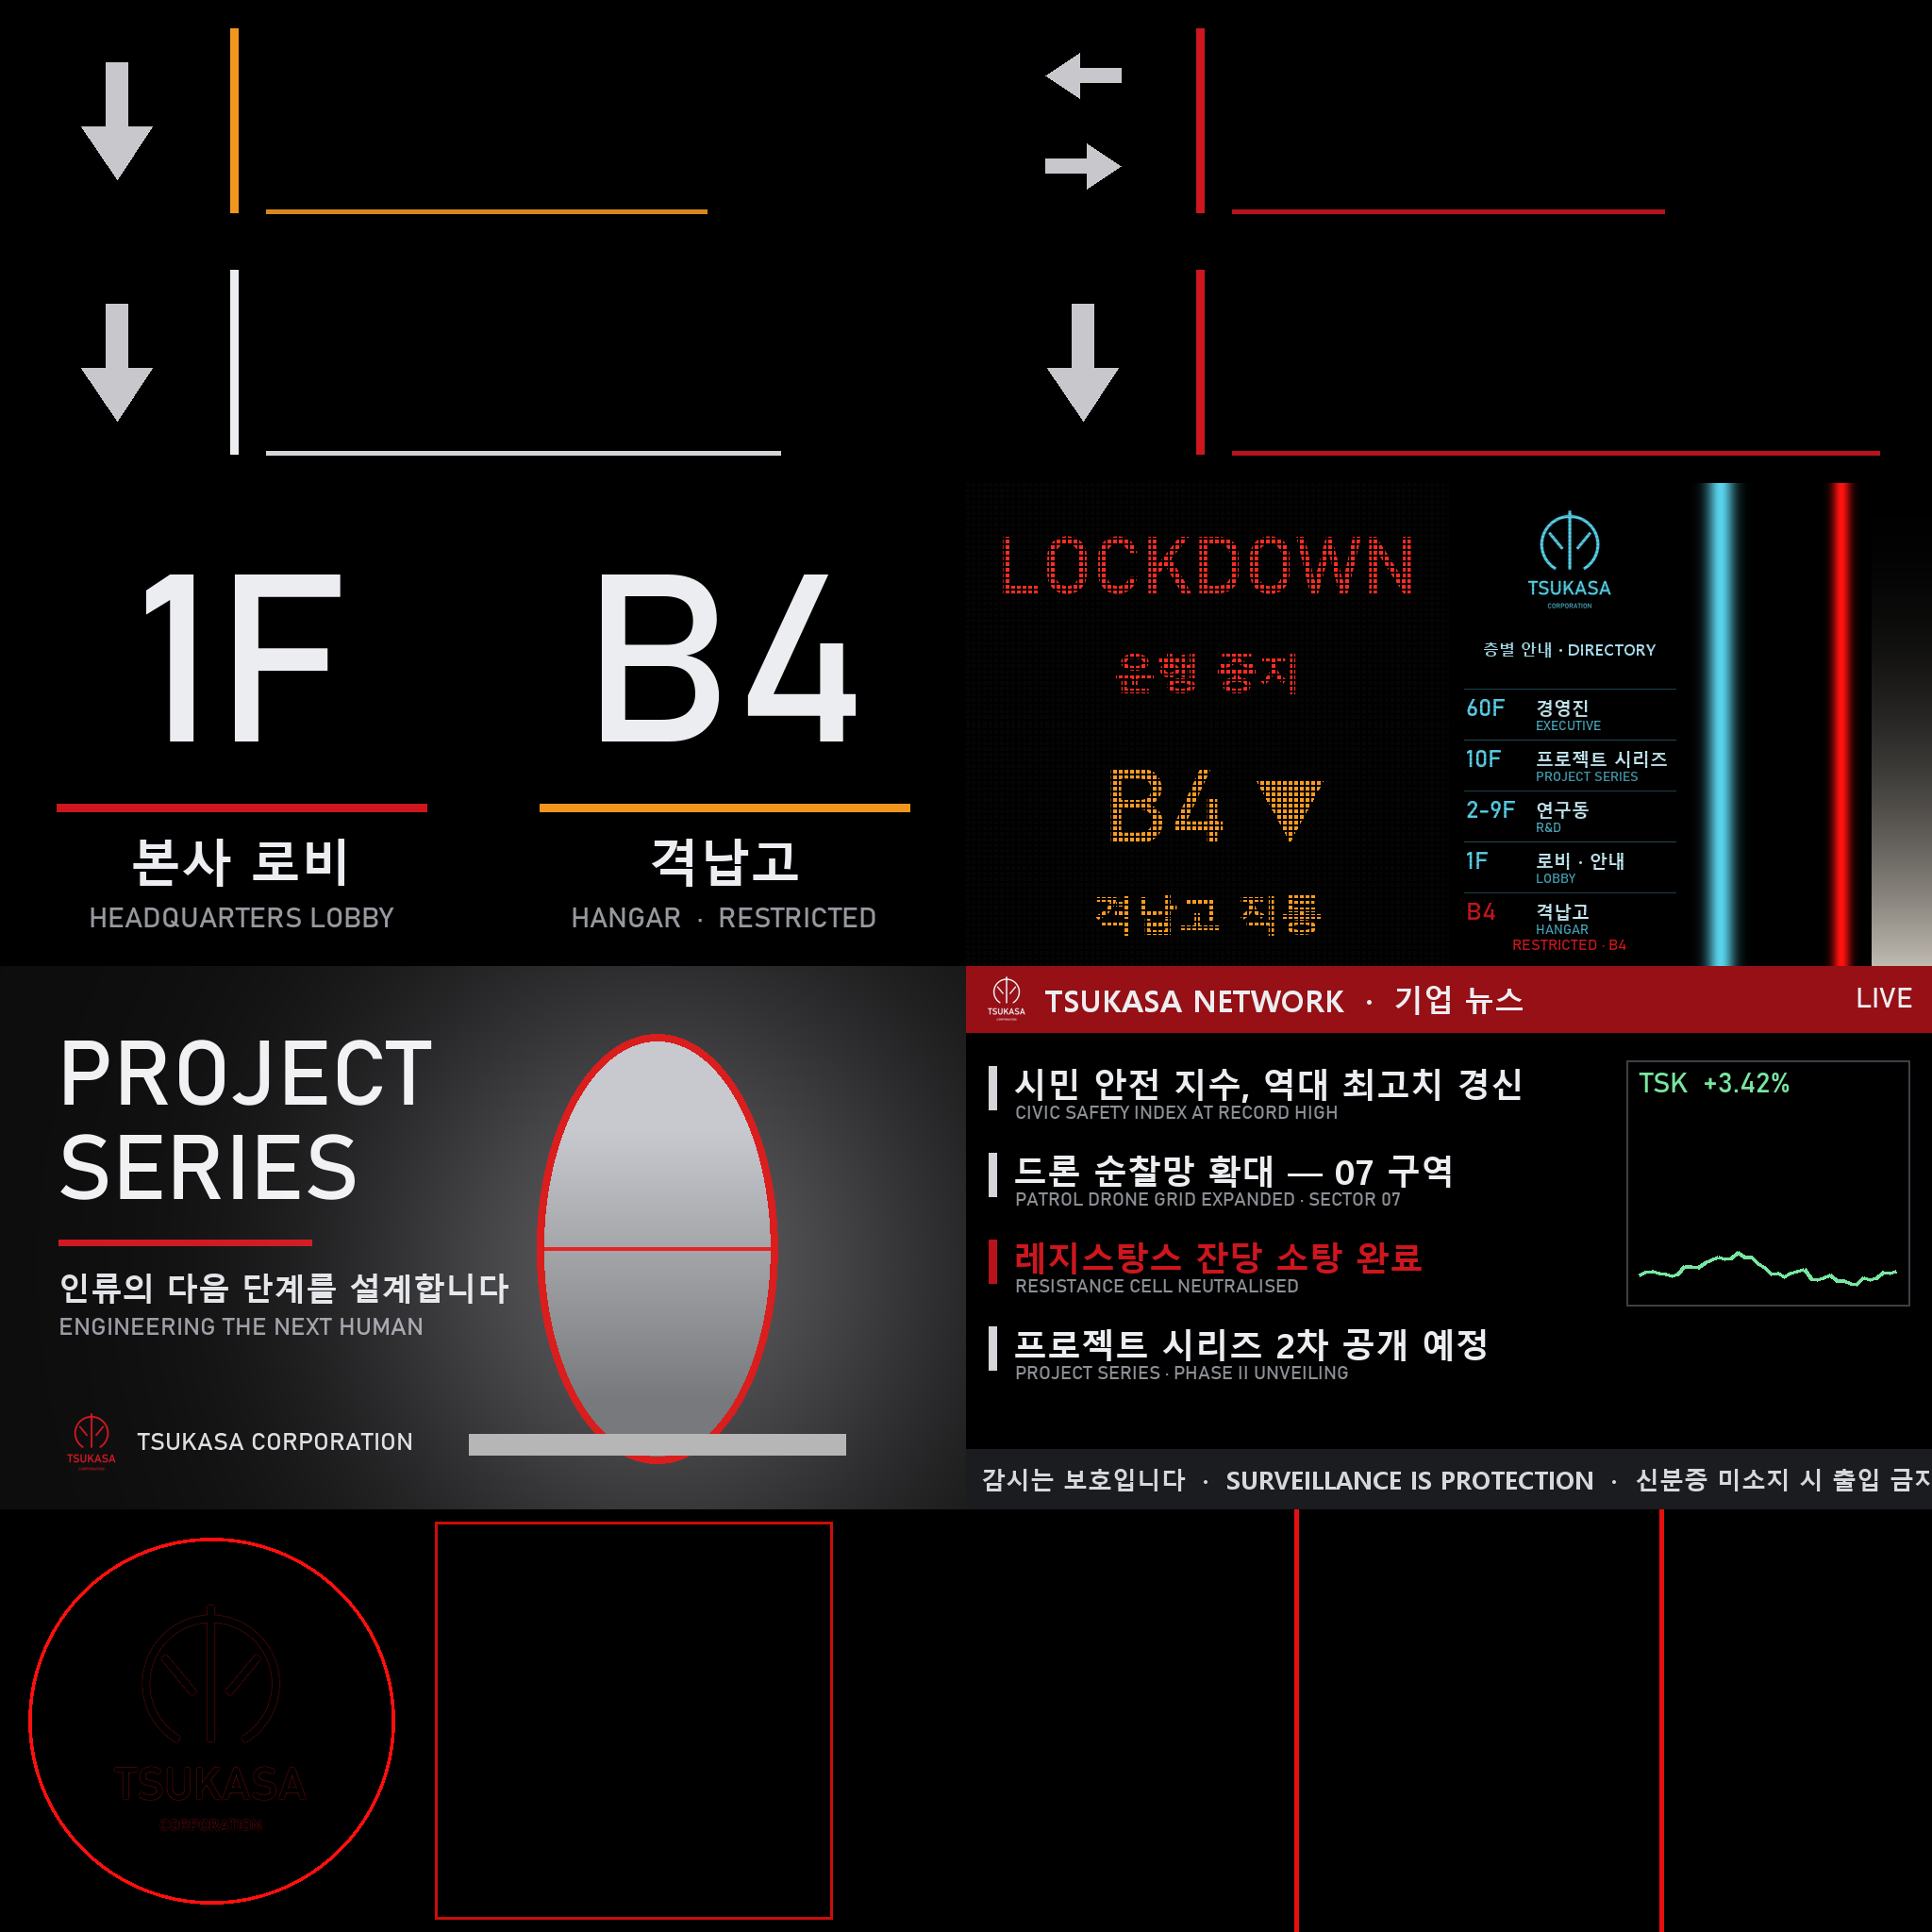 1F
본사 로비
HEADQUARTERS LOBBY
B4
격납고
HANGAR · RESTRICTED
LOCKDOWN
운행 중지
B4 ▼
격납고 직통
TSUKASA
CORPORATION
층별 안내 · DIRECTORY
60F 경영진
EXECUTIVE
10F 프로젝트 시리즈
PROJECT SERIES
2-9F 연구동
R&D
1F 로비 · 안내
LOBBY
B4 격납고
HANGAR
RESTRICTED · B4
PROJECT
SERIES
인류의 다음 단계를 설계합니다
ENGINEERING THE NEXT HUMAN
TSUKASA
TSUKASA CORPORATION
TSUKASA
TSUKASA NETWORK · 기업 뉴스
LIVE
시민 안전 지수, 역대 최고치 경신
CIVIC SAFETY INDEX AT RECORD HIGH
드론 순찰망 확대 — 07 구역
PATROL DRONE GRID EXPANDED · SECTOR 07
레지스탕스 잔당 소탕 완료
RESISTANCE CELL NEUTRALISED
프로젝트 시리즈 2차 공개 예정
PROJECT SERIES · PHASE II UNVEILING
TSK +3.42%
감시는 보호입니다 · SURVEILLANCE IS PROTECTION · 신분증 미소지 시 출입 금지
TSUKASA
CORPORATION